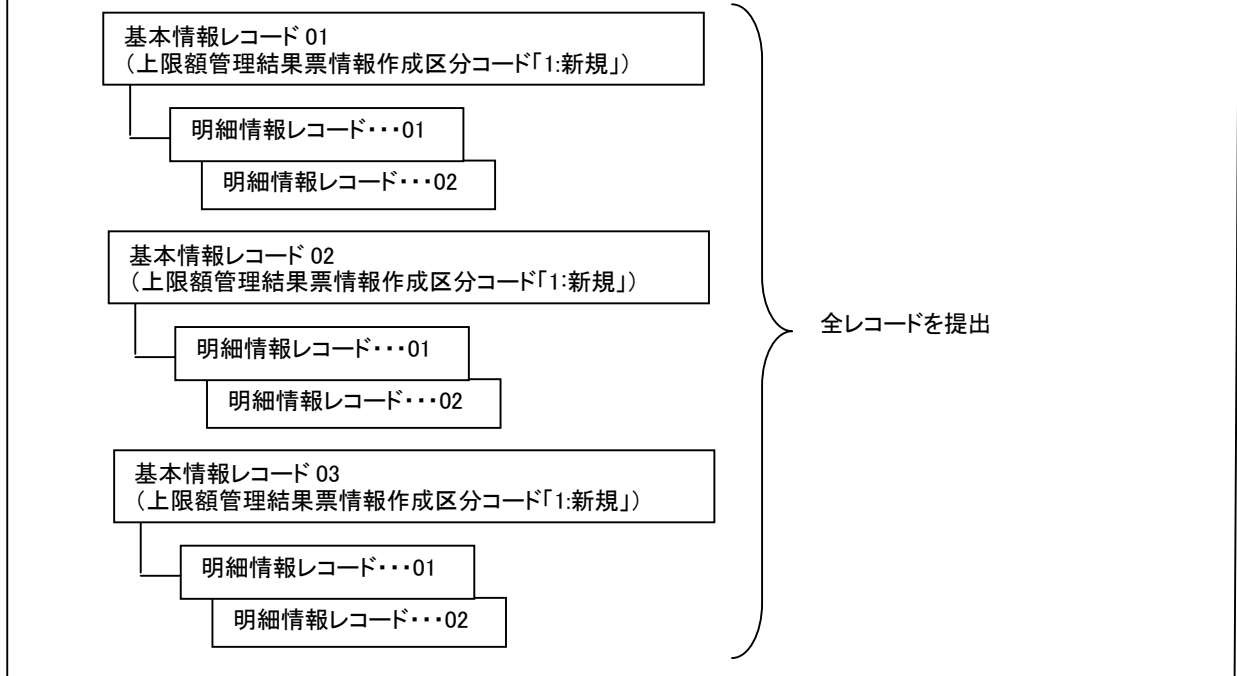 基本情報レコード 01
（上限額管理結果票情報作成区分コード「1:新規」）
明細情報レコード・・・01
明細情報レコード・・・02
基本情報レコード 02
（上限額管理結果票情報作成区分コード「1:新規」）
明細情報レコード・・・01
明細情報レコード・・・02
全レコードを提出
基本情報レコード 03
（上限額管理結果票情報作成区分コード「1:新規」）
明細情報レコード・・・01
明細情報レコード・・・02